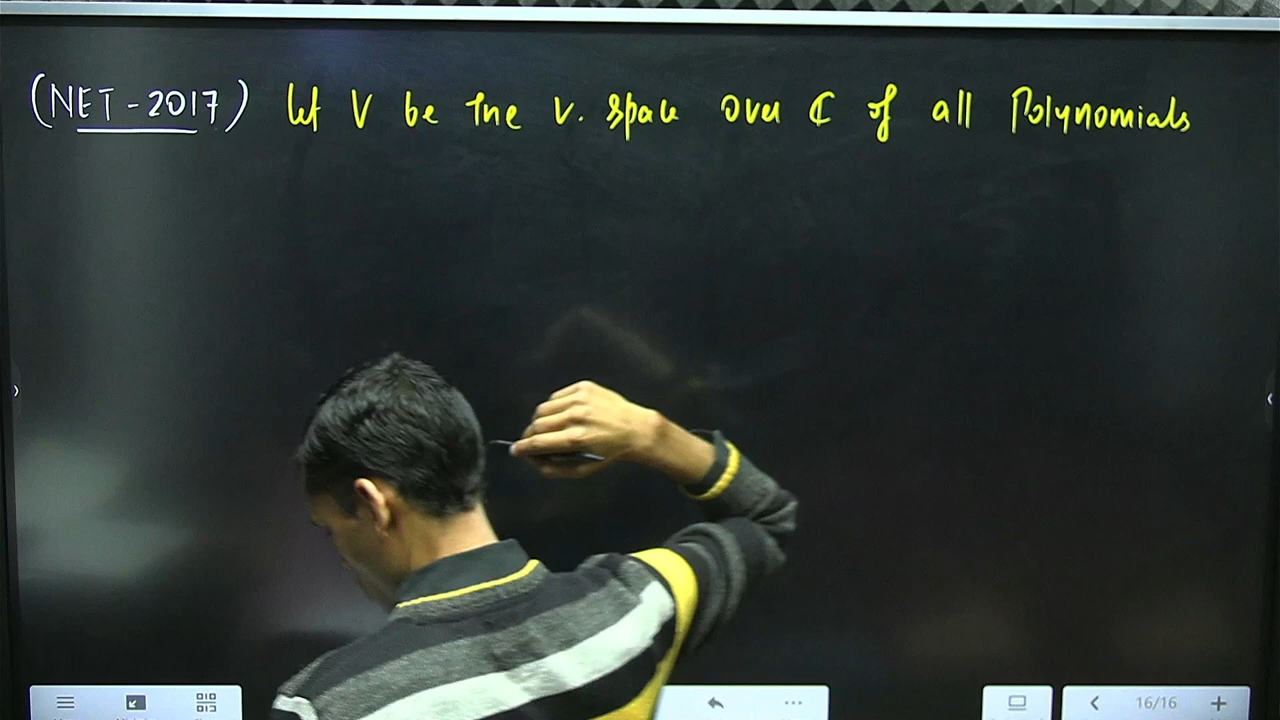 (NET-2017) Let V be the v. space over ℂ of all Polynomials
16/16